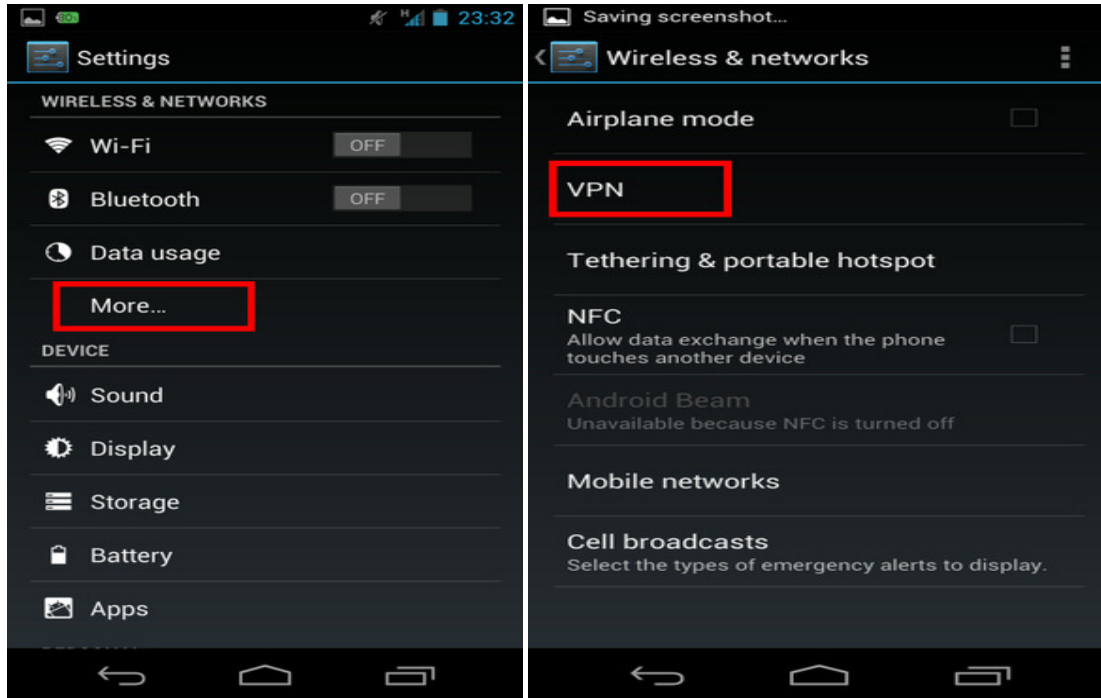 23:32
Settings
WIRELESS & NETWORKS
Wi-Fi
OFF
Bluetooth
OFF
Data usage
More...
DEVICE
Sound
Display
Storage
Battery
Apps
Saving screenshot...
Wireless & networks
Airplane mode
VPN
Tethering & portable hotspot
NFC
Allow data exchange when the phone
touches another device
Android Beam
Unavailable because NFC is turned off
Mobile networks
Cell broadcasts
Select the types of emergency alerts to display.